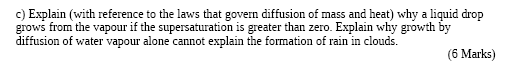 c) Explain (with reference to the laws that govern diffusion of mass and heat) why a liquid drop
grows from the vapour if the supersaturation is greater than zero. Explain why growth by
diffusion of water vapour alone cannot explain the formation of rain in clouds.
(6 Marks)